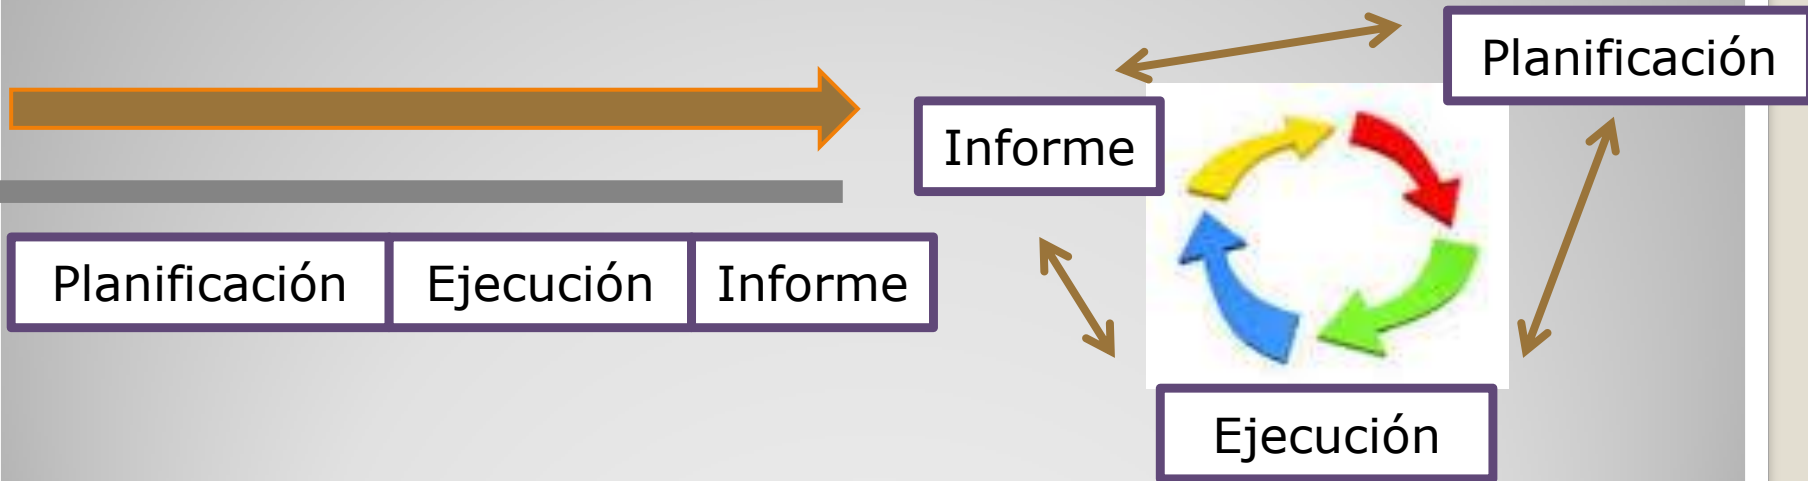 Planificación
Informe
Planificación Ejecución Informe
Ejecución